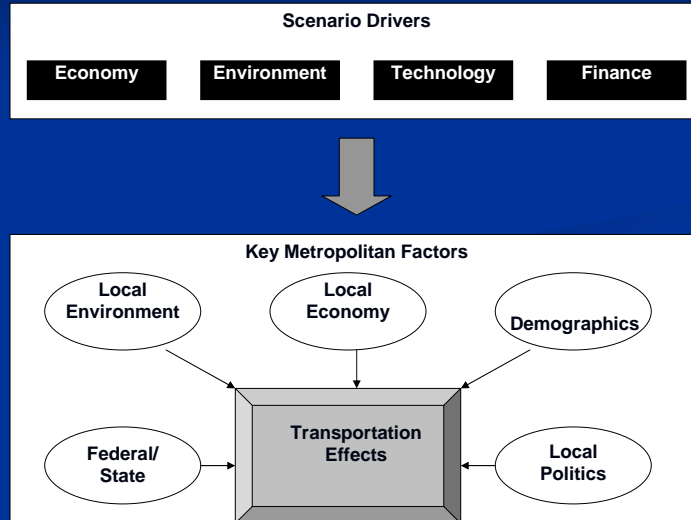 Scenario Drivers
Economy
Environment
Technology
Finance
Key Metropolitan Factors
Local
Environment
Local
Economy
Demographics
Transportation
Effects
Federal/
State
Local
Politics